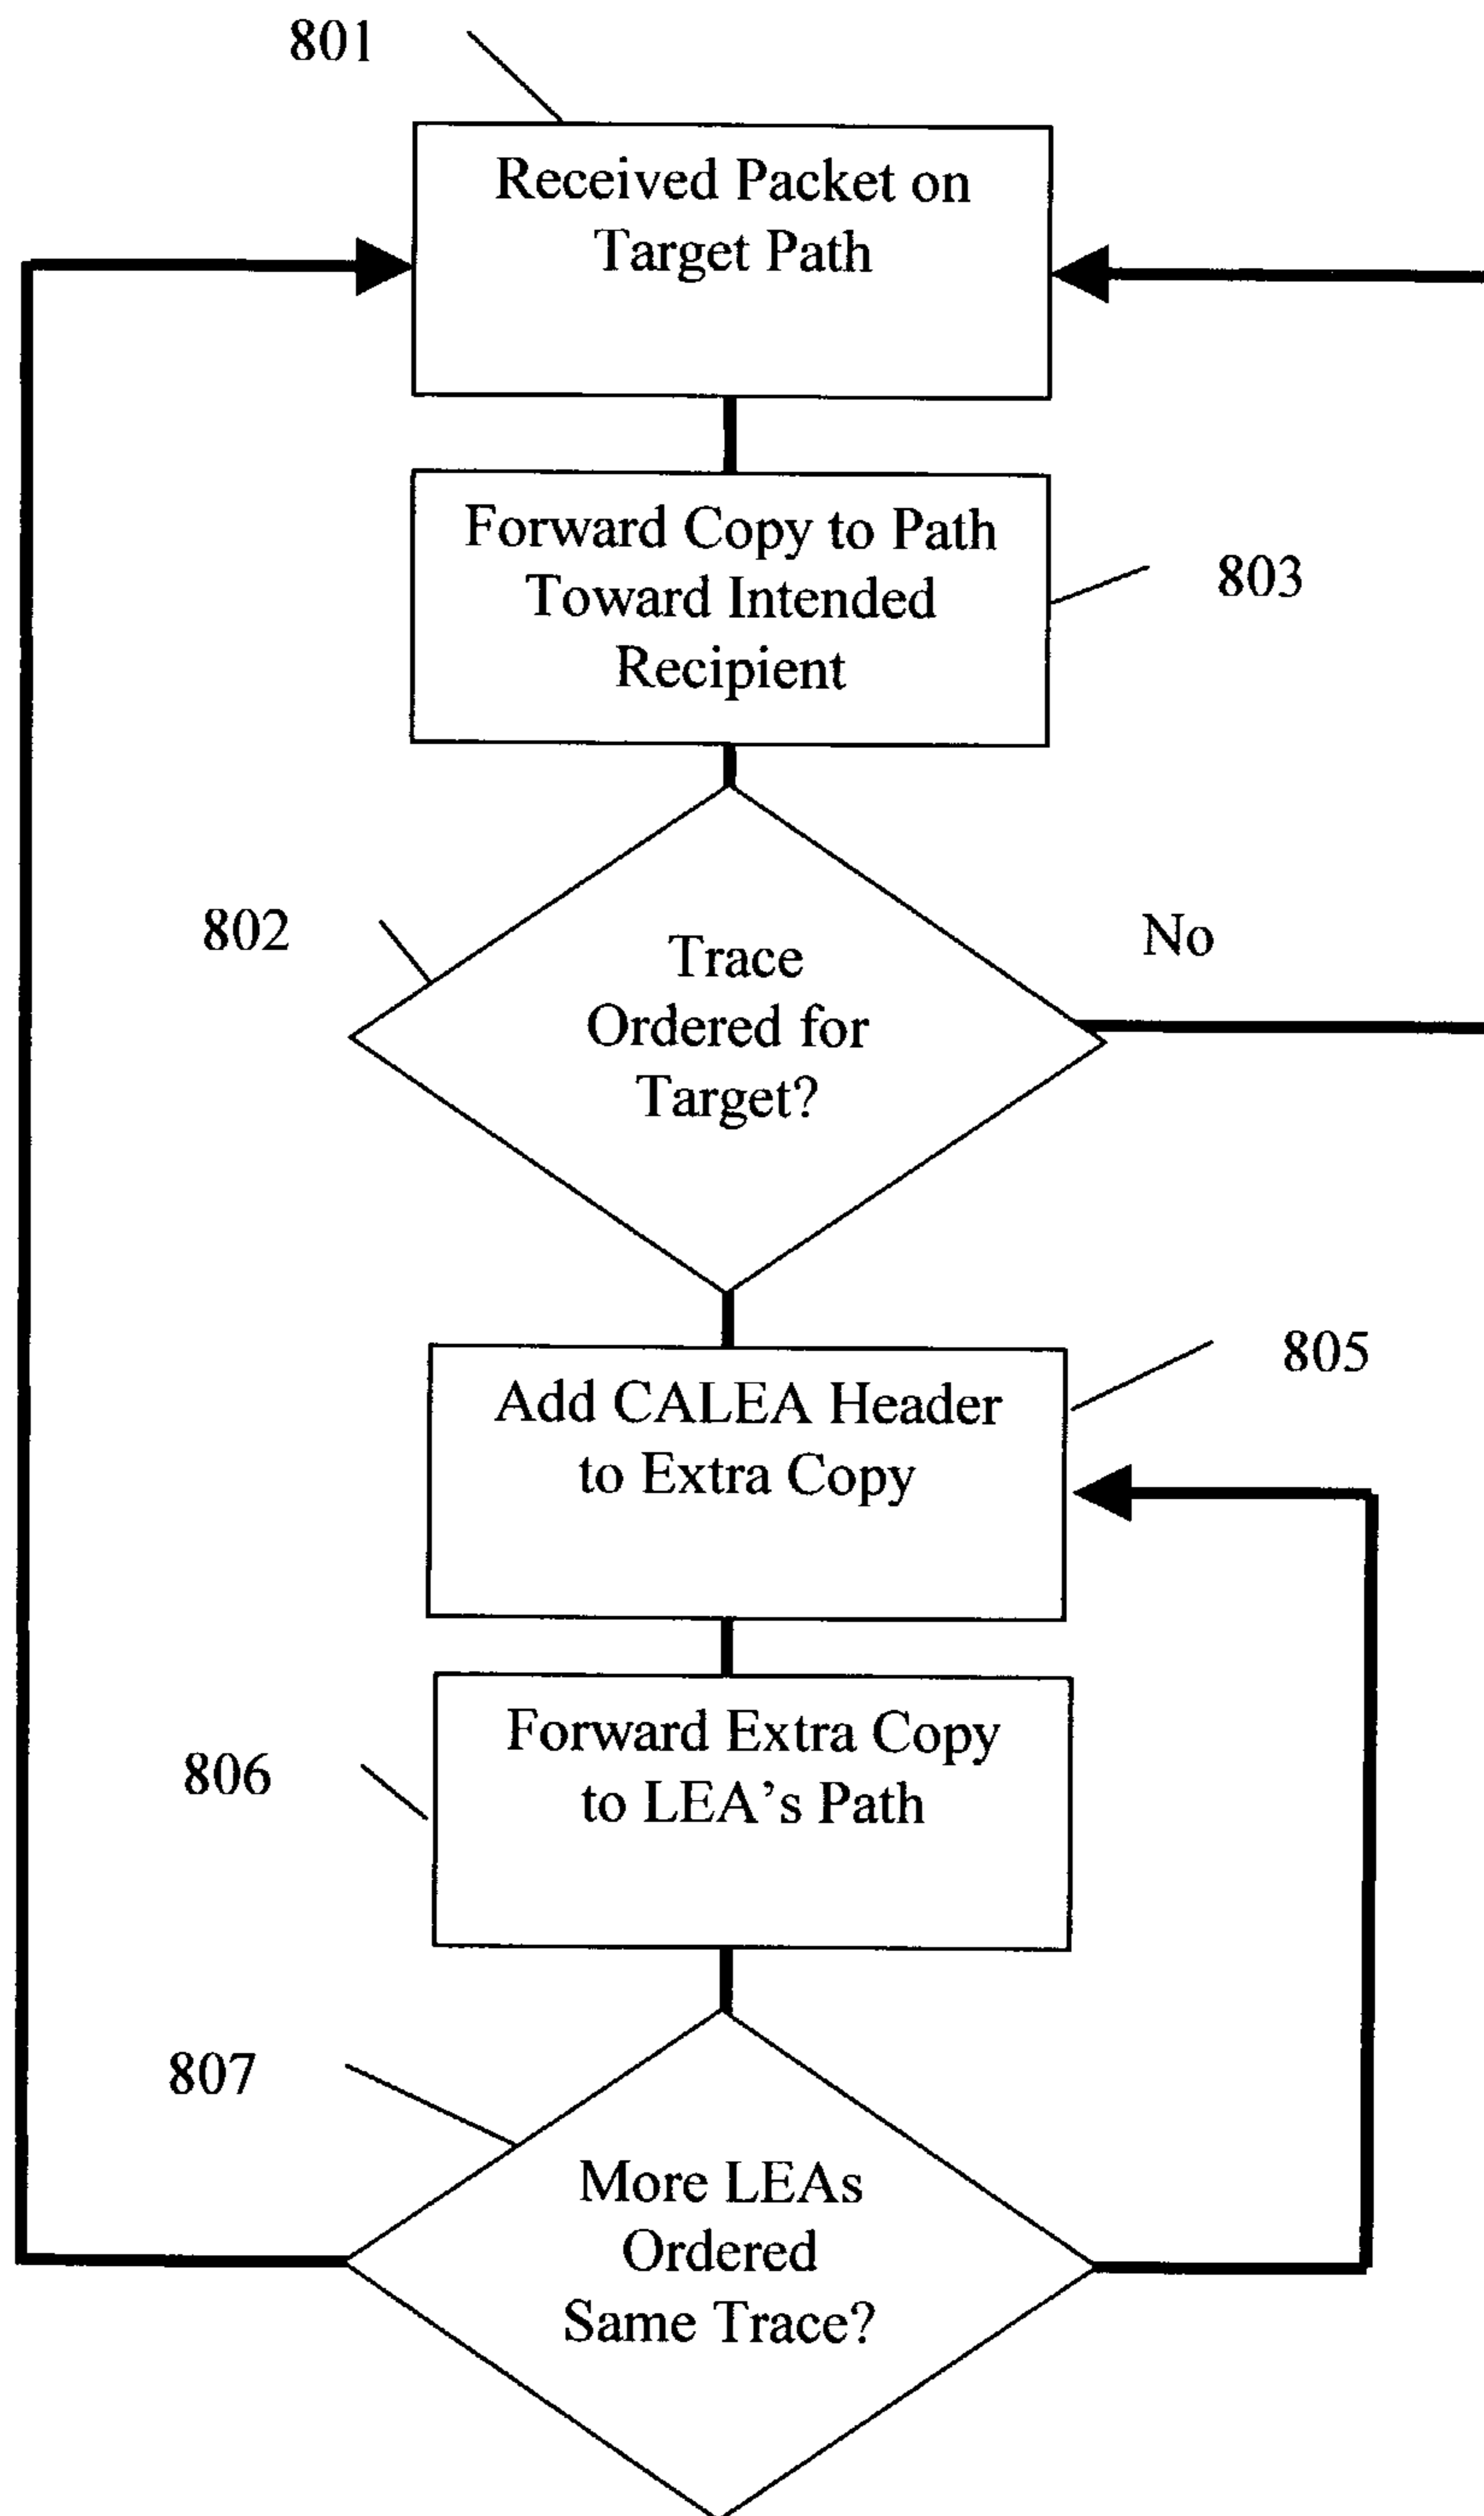 801
Received Packet on
Target Path
Forward Copy to Path
Toward Intended
Recipient
803
802
Trace
Ordered for
Target?
No
805
Add CALEA Header
to Extra Copy
Forward Extra Copy
to LEA's Path
806
807
More LEAs
Ordered
Same Trace?